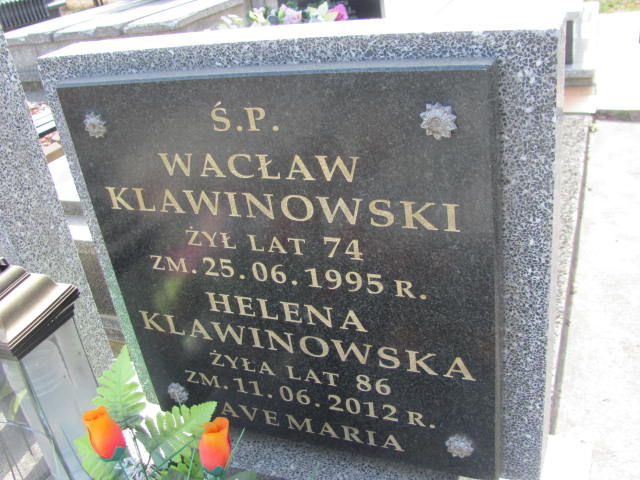 Ś.P.
WACŁAW
KLAWINOWSKI
ŻYŁ LAT 74
ZM. 25.06.1995 R.
HELENA
KLAWINOWSKA
ŻYŁA LAT 86
ZM. 11.06.2012 R.
AVE MARIA